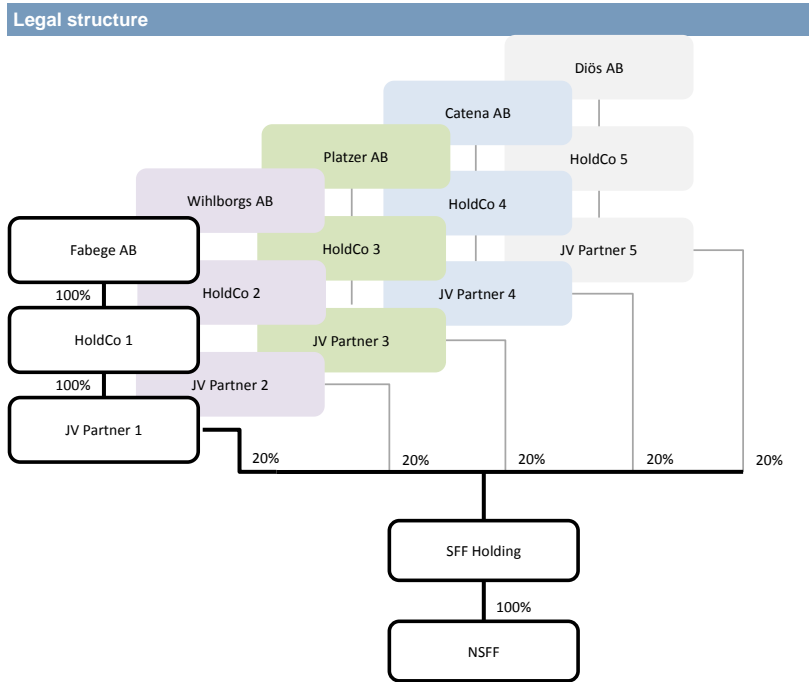 Legal structure
Diös AB
Catena AB
Platzer AB
HoldCo 5
Wihlborgs AB
HoldCo 4
Fabege AB
HoldCo 3
JV Partner 5
100%
HoldCo 2
JV Partner 4
HoldCo 1
JV Partner 3
100%
JV Partner 2
JV Partner 1
20%
20%
20%
20%
20%
SFF Holding
100%
NSFF